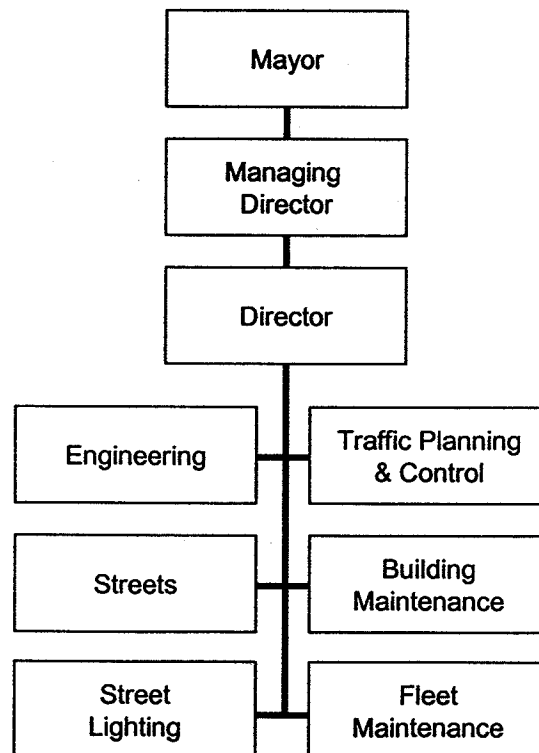 Mayor
Managing
Director
Director
Engineering
Traffic Planning
& Control
Streets
Building
Maintenance
Street
Lighting
Fleet
Maintenance